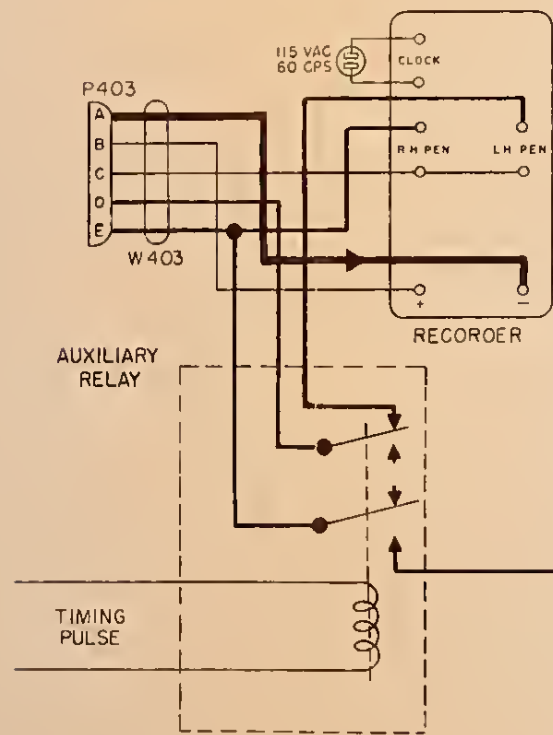 115 VAC
60 CPS
CLOCK
P403
A
B
C
D
E
RH PEN
LH PEN
W403
+
−
RECORDER
AUXILIARY
RELAY
TIMING
PULSE